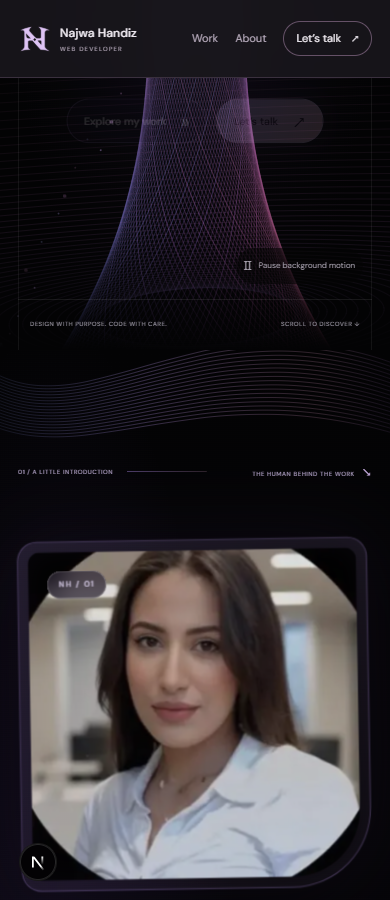 Najwa Handiz
WEB DEVELOPER
Work
About
Let's talk ↗
Explore my work
Let's talk ↗
Pause background motion
DESIGN WITH PURPOSE. CODE WITH CARE.
SCROLL TO DISCOVER ↓
01 / A LITTLE INTRODUCTION
THE HUMAN BEHIND THE WORK ↘
NH / 01
N